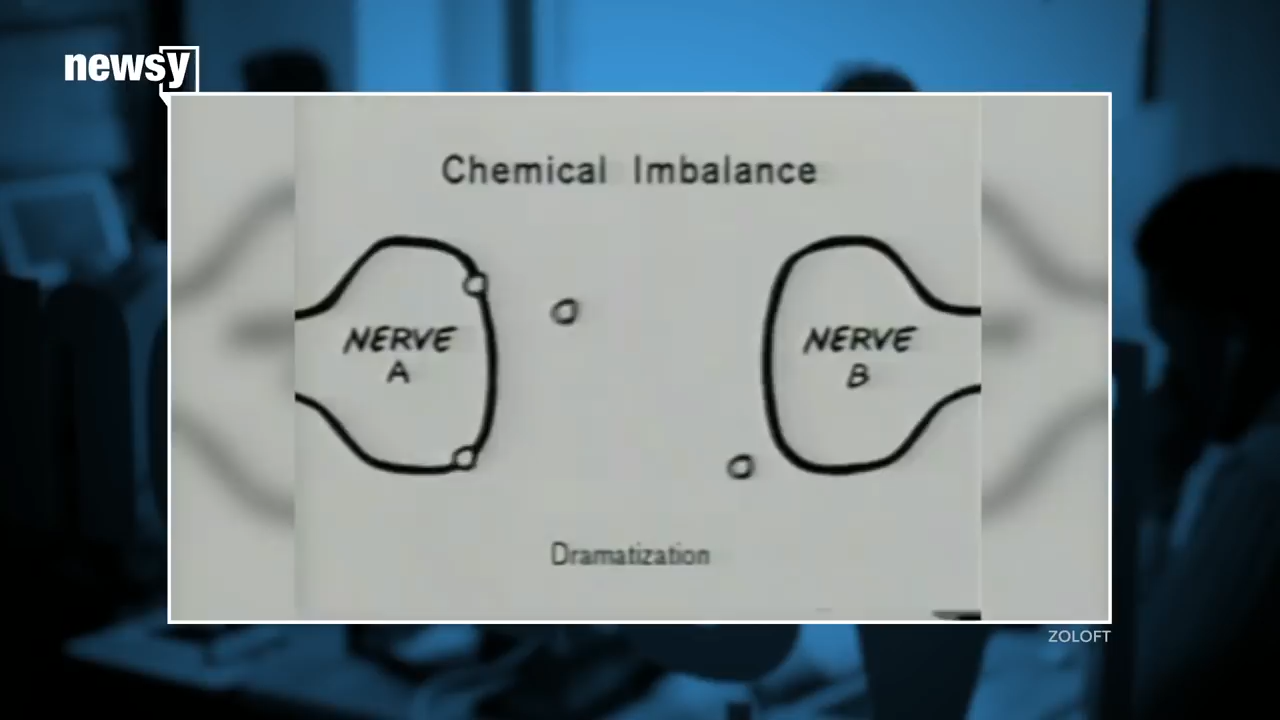 newsy
Chemical Imbalance
NERVE
A
NERVE
B
Dramatization
ZOLOFT